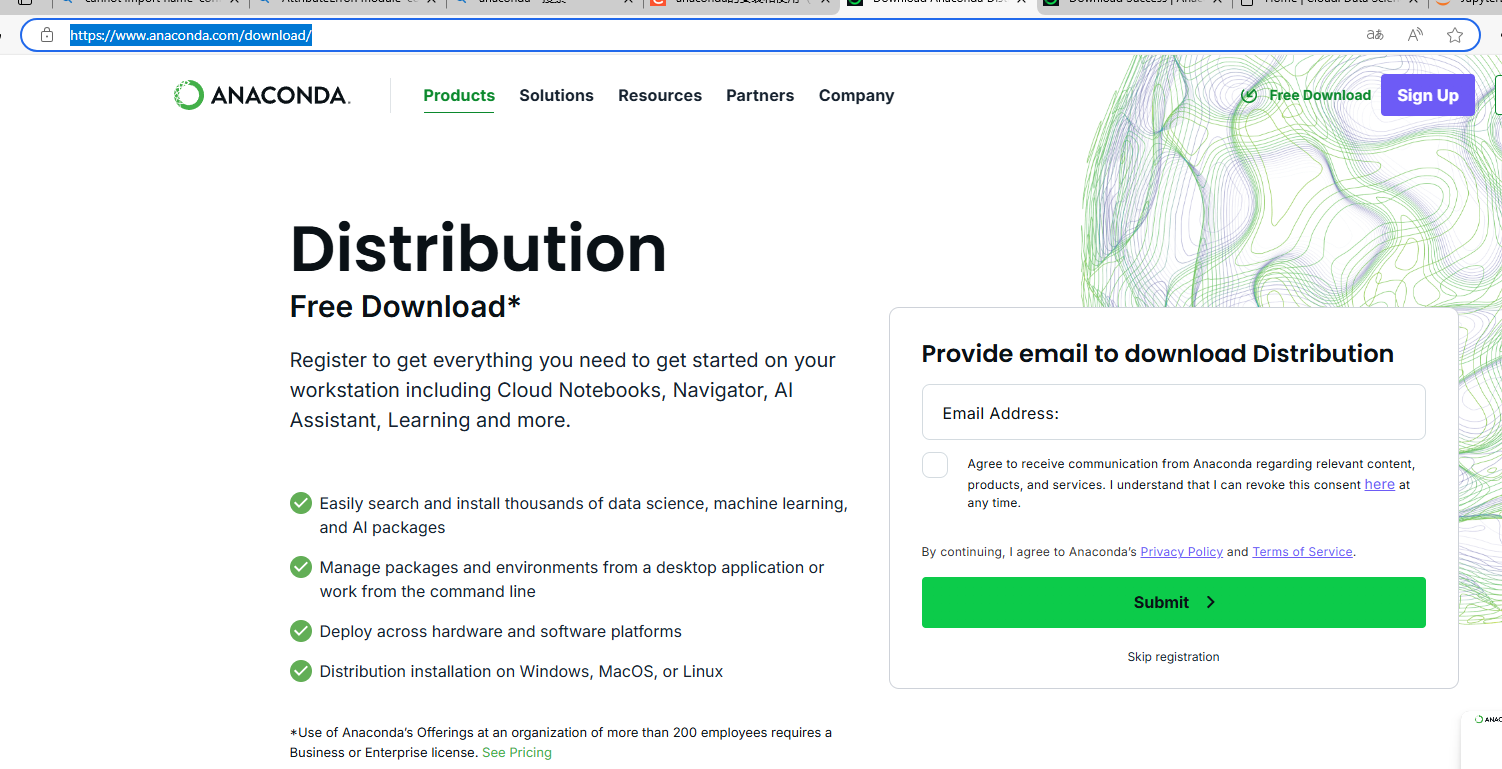 https://www.anaconda.com/download/
ANACONDA.
Products
Solutions
Resources
Partners
Company
Free Download
Sign Up
Distribution
Free Download*
Register to get everything you need to get started on your
workstation including Cloud Notebooks, Navigator, AI
Assistant, Learning and more.
Easily search and install thousands of data science, machine learning,
and AI packages
Manage packages and environments from a desktop application or
work from the command line
Deploy across hardware and software platforms
Distribution installation on Windows, MacOS, or Linux
*Use of Anaconda's Offerings at an organization of more than 200 employees requires a
Business or Enterprise license. See Pricing
Provide email to download Distribution
Email Address:
Agree to receive communication from Anaconda regarding relevant content,
products, and services. I understand that I can revoke this consent here at
any time.
By continuing, I agree to Anaconda's Privacy Policy and Terms of Service.
Submit
Skip registration